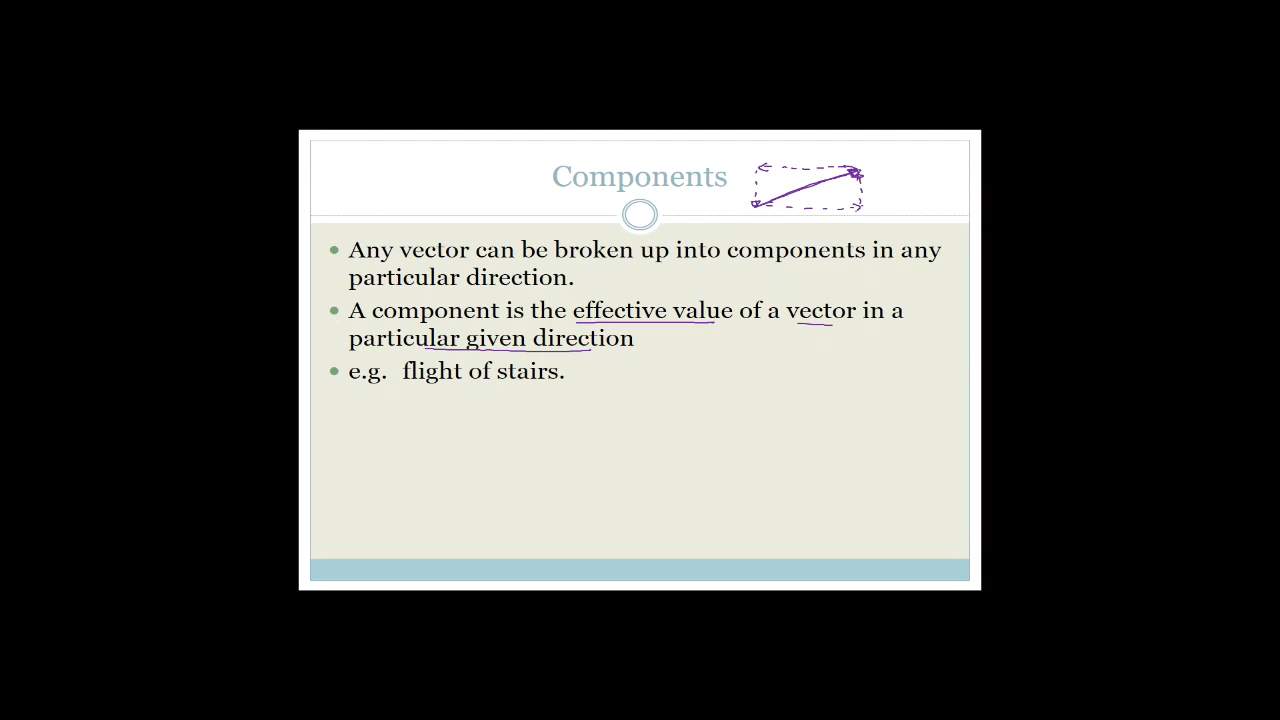 Components
Any vector can be broken up into components in any
particular direction.
A component is the effective value of a vector in a
particular given direction
e.g. flight of stairs.